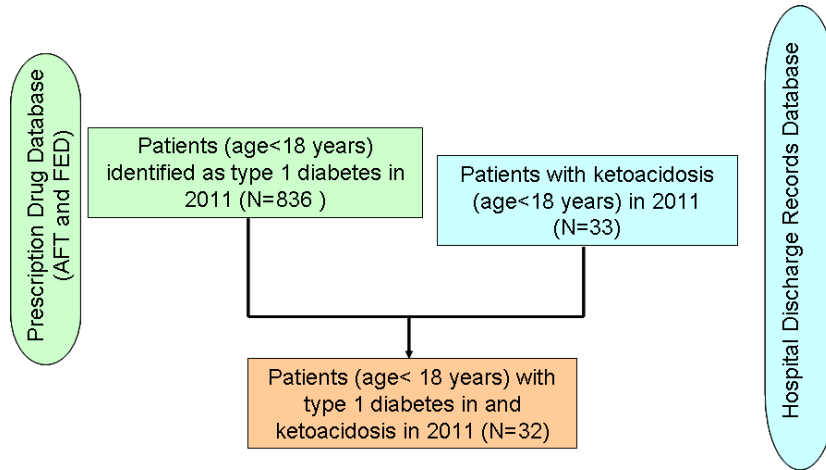 Prescription Drug Database
(AFT and FED)
Patients (age<18 years)
identified as type 1 diabetes in
2011 (N=836 )
Patients with ketoacidosis
(age<18 years) in 2011
(N=33)
Hospital Discharge Records Database
Patients (age< 18 years) with
type 1 diabetes in and
ketoacidosis in 2011 (N=32)